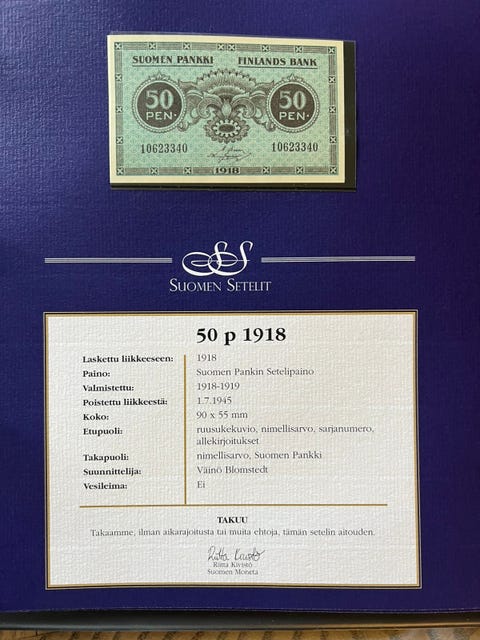 SUOMEN PANKKI FINLANDS BANK
50 PEN· 50 PEN·
10623340 10623340
1918
SUOMEN SETELIT
50 p 1918
Laskettu liikkeeseen: 1918
Paino: Suomen Pankin Setelipaino
Valmistettu: 1918-1919
Poistettu liikkeestä: 1.7.1945
Koko: 90 x 55 mm
Etupuoli: ruusukekuvio, nimellisarvo, sarjanumero,
allekirjoitukset
Takapuoli: nimellisarvo, Suomen Pankki
Suunnittelija: Väinö Blomstedt
Vesileima: Ei
TAKUU
Takaamme, ilman aikarajoitusta tai muita ehtoja, tämän setelin aitouden.
Riitta Kivistö
Riitta Kivistö
Suomen Moneta